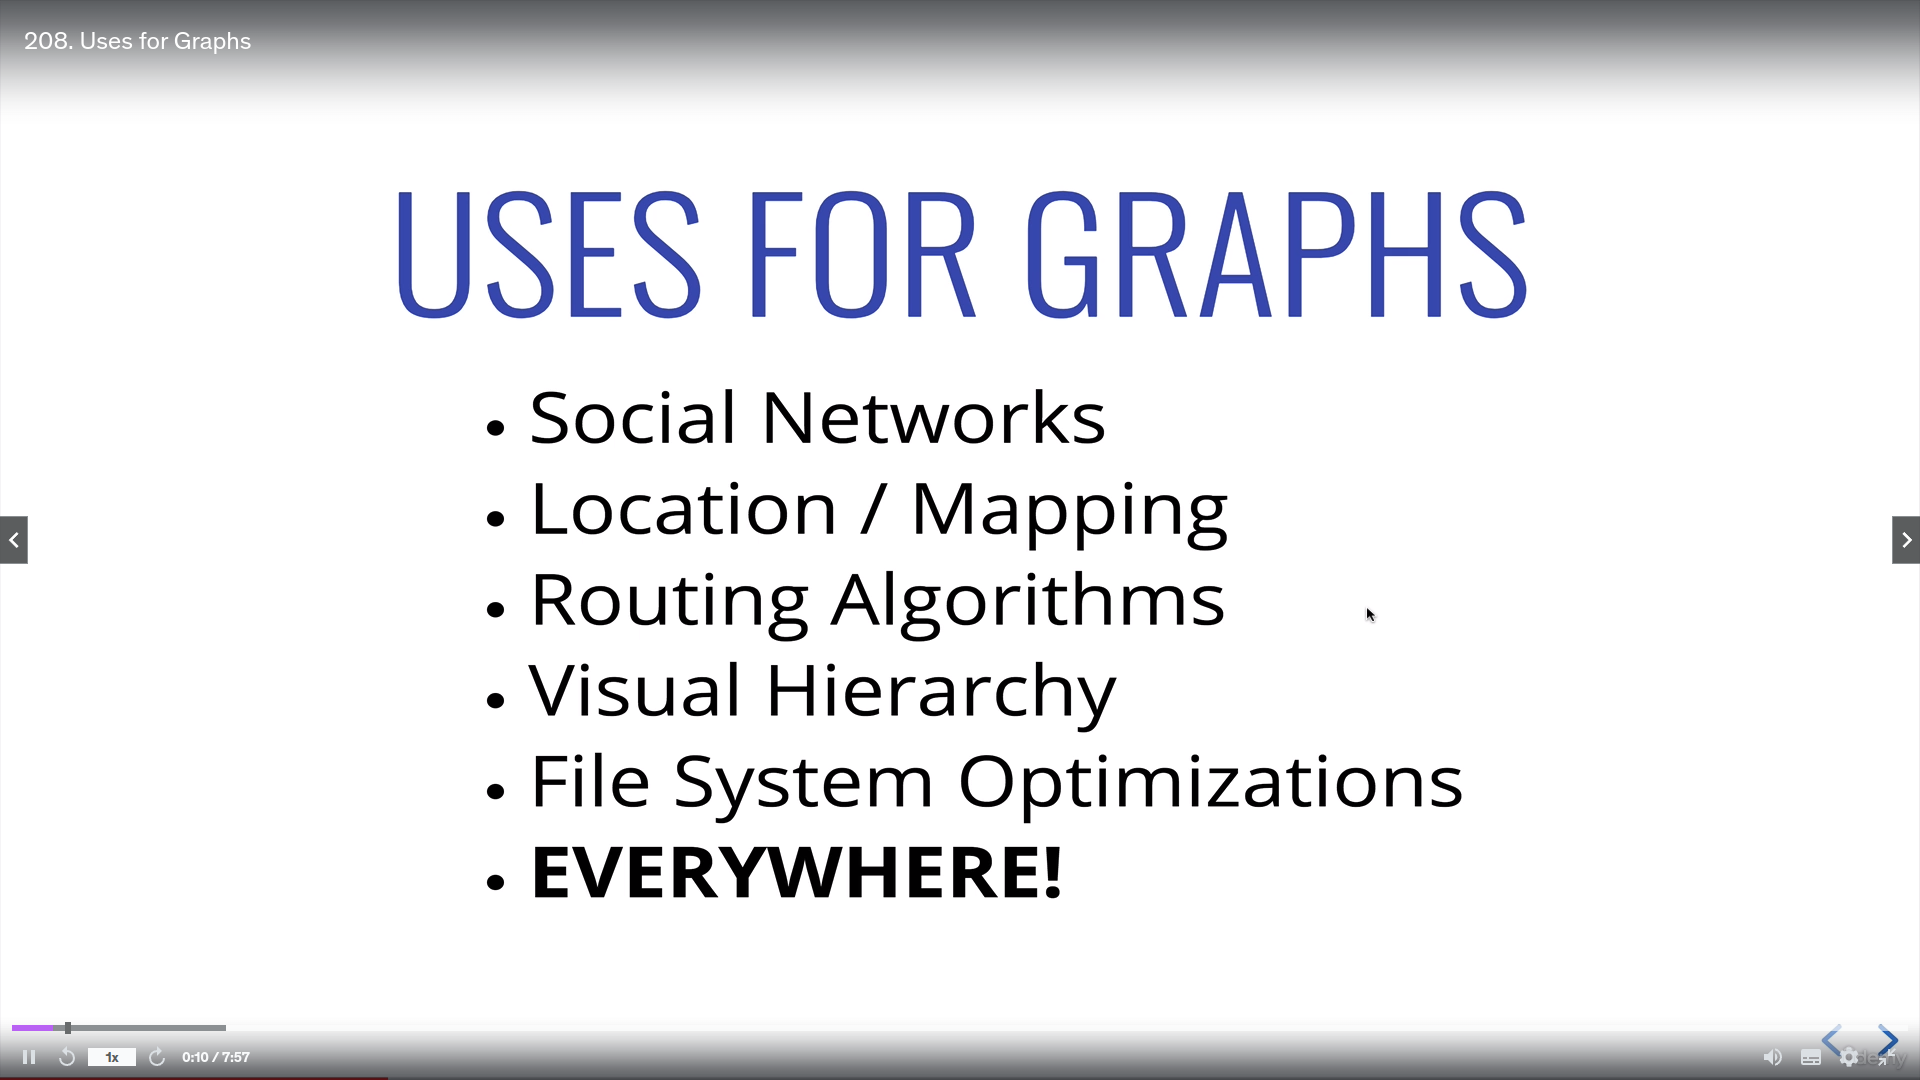 208. Uses for Graphs
USES FOR GRAPHS
• Social Networks
• Location / Mapping
• Routing Algorithms
• Visual Hierarchy
• File System Optimizations
• EVERYWHERE!
1x
0:10 / 7:57